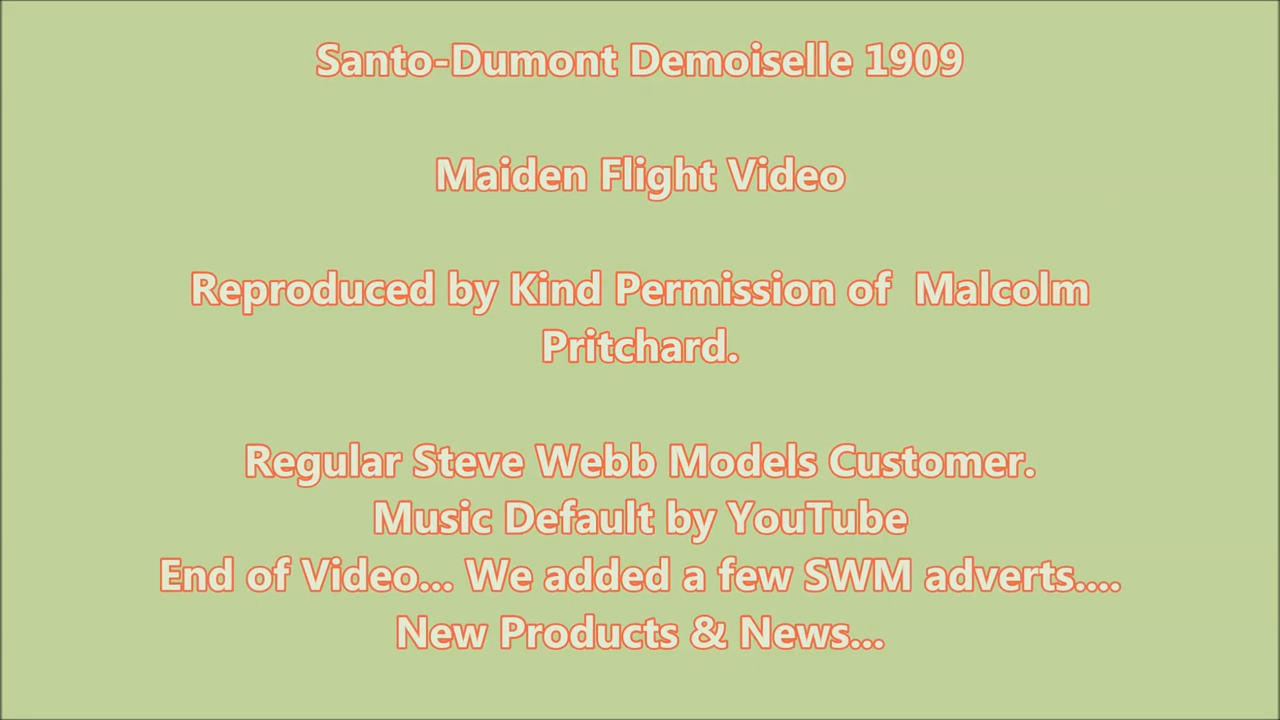 Santo-Dumont Demoiselle 1909
Maiden Flight Video
Reproduced by Kind Permission of  Malcolm
Pritchard.
Regular Steve Webb Models Customer.
Music Default by YouTube
End of Video... We added a few SWM adverts....
New Products & News...